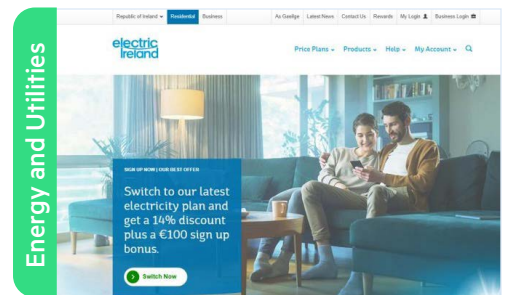 Energy and Utilities
Republic of Ireland Residential Business As Gaeilge Latest News Contact Us Rewards My Login Business Login
electric
Ireland
Price Plans Products Help My Account
SIGN UP NOW | OUR BEST OFFER
Switch to our latest
electricity plan and
get a 14% discount
plus a €100 sign up
bonus.
Switch Now